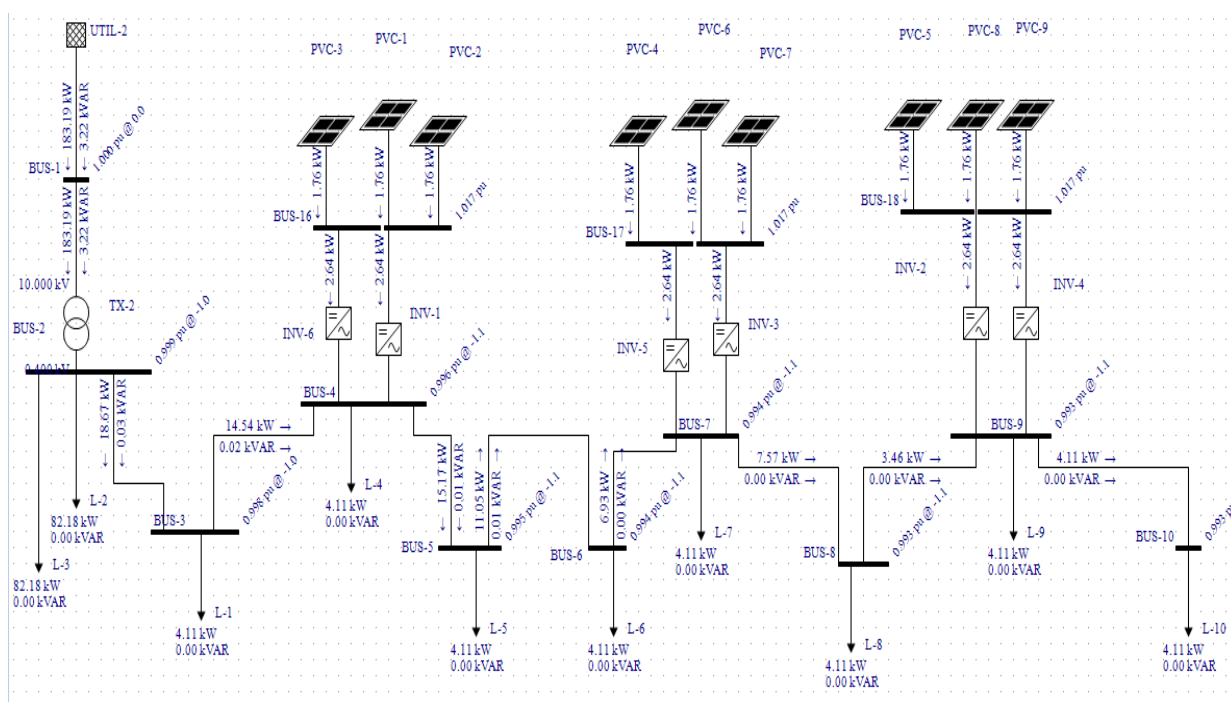 UTIL-2
PVC-3
PVC-1
PVC-2
PVC-4
PVC-6
PVC-7
PVC-5
PVC-8
PVC-9
← 183.19 kW
← 3.22 kVAR
BUS-1
1.000 pu @ 0.0
← 183.19 kW
← 3.22 kVAR
10.000 kV
TX-2
BUS-2
0.400 kV
0.999 pu @ -1.0
← 1.76 kW
← 1.76 kW
← 1.76 kW
BUS-16
1.017 pu
← 2.64 kW
← 2.64 kW
INV-6
INV-1
← 1.76 kW
← 1.76 kW
← 1.76 kW
BUS-17
1.017 pu
← 2.64 kW
← 2.64 kW
INV-5
INV-3
← 1.76 kW
← 1.76 kW
← 1.76 kW
BUS-18
1.017 pu
← 2.64 kW
← 2.64 kW
INV-2
INV-4
← 18.67 kW
← 0.03 kVAR
BUS-4
0.996 pu @ -1.1
14.54 kW →
0.02 kVAR →
← 15.17 kW
← 0.01 kVAR
11.05 kW →
0.01 kVAR →
BUS-7
0.994 pu @ -1.1
6.93 kW →
0.00 kVAR →
7.57 kW →
0.00 kVAR →
3.46 kW →
0.00 kVAR →
BUS-9
0.993 pu @ -1.1
4.11 kW →
0.00 kVAR →
L-2
82.18 kW
0.00 kVAR
L-3
82.18 kW
0.00 kVAR
BUS-3
0.998 pu @ -1.0
L-4
4.11 kW
0.00 kVAR
BUS-5
0.995 pu @ -1.1
BUS-6
0.994 pu @ -1.1
L-7
4.11 kW
0.00 kVAR
BUS-8
0.993 pu @ -1.1
L-9
4.11 kW
0.00 kVAR
BUS-10
L-1
4.11 kW
0.00 kVAR
L-5
4.11 kW
0.00 kVAR
L-6
4.11 kW
0.00 kVAR
L-8
4.11 kW
0.00 kVAR
L-10
4.11 kW
0.00 kVAR